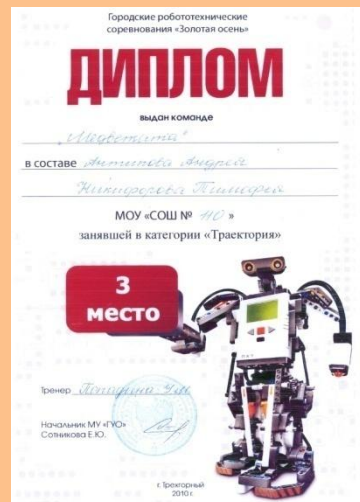 Городские робототехнические
соревнования «Золотая осень»
ДИПЛОМ
выдан команде
„Медвежата"
в составе Антипова Андрея
Никифорова Тимофея
МОУ «СОШ № 110 »
занявшей в категории «Траектория»
3
место
Тренер
Начальник МУ «ГУО»
Сотникова Е.Ю.
г. Трехгорный
2010 г.